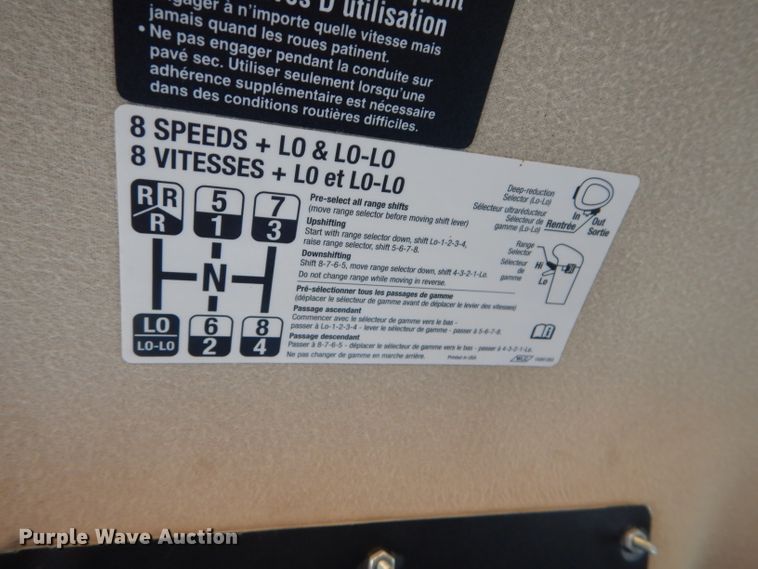 D'utilisation
engager à n'importe quelle vitesse mais
jamais quand les roues patinent.
• Ne pas engager pendant la conduite sur
pavé sec. Utiliser seulement lorsqu'une
adhérence supplémentaire est nécessaire
dans des conditions routières difficiles.
8 SPEEDS + LO & LO-LO
8 VITESSES + LO et LO-LO
R R 5 7
R 1 3
N
LO 6 8
LO-LO 2 4
Pre-select all range shifts
(move range selector before moving shift lever)
Upshifting
Start with range selector down, shift Lo-1-2-3-4,
raise range selector, shift 5-6-7-8.
Downshifting
Shift 8-7-6-5, move range selector down, shift 4-3-2-1-Lo.
Do not change range while moving in reverse.
Pré-sélectionner tous les passages de gamme
(déplacer le sélecteur de gamme avant de déplacer le levier des vitesses)
Passage ascendant
Commencer avec le sélecteur de gamme vers le bas -
passer à Lo-1-2-3-4 - lever le sélecteur de gamme - passer à 5-6-7-8.
Passage descendant
Passer à 8-7-6-5 - déplacer le sélecteur de gamme vers le bas - passer à 4-3-2-1-Lo.
Ne pas changer de gamme en marche arrière.
Printed in USA
Deep-reduction
Selector (Lo-Lo)
Sélecteur ultraréducteur
Sélecteur de
gamme (Lo-Lo)
In Out
Rentrée Sortie
Range
Selector
Sélecteur
de
gamme
Hi
Lo
Purple Wave Auction